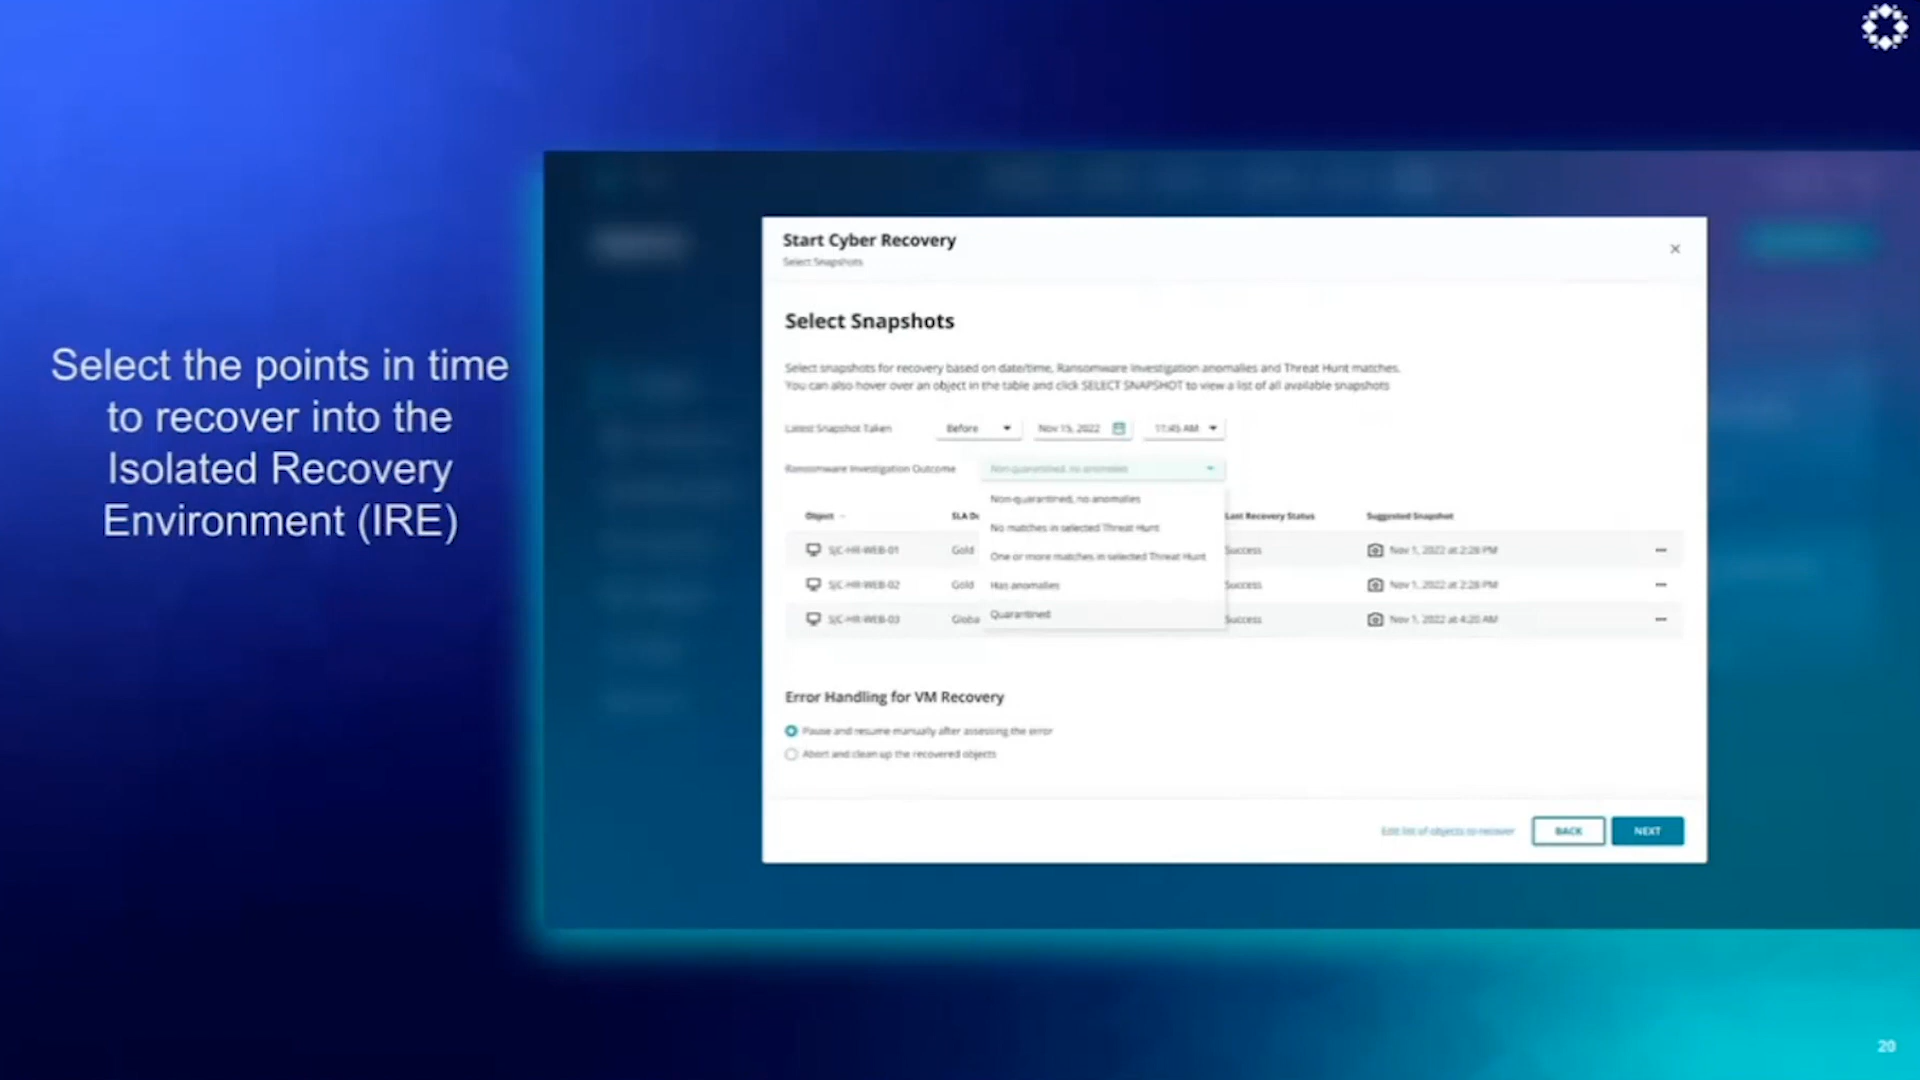 Select the points in time
to recover into the
Isolated Recovery
Environment (IRE)
Start Cyber Recovery
Select Snapshots
Select Snapshots
Select snapshots for recovery based on date/time, Ransomware Investigation anomalies and Threat Hunt matches.
You can also hover over an object in the table and click SELECT SNAPSHOT to view a list of all available snapshots
Latest Snapshot Taken Before Nov 15, 2022 11:45 AM
Ransomware Investigation Outcome Non-quarantined, no anomalies
Non-quarantined, no anomalies
No matches in selected Threat Hunt
One or more matches in selected Threat Hunt
Has anomalies
Quarantined
Object SLA Do Last Recovery Status Suggested Snapshot
SJC-HR-WEB-01 Gold Success Nov 1, 2022 at 2:28 PM
SJC-HR-WEB-02 Gold Success Nov 1, 2022 at 2:28 PM
SJC-HR-WEB-03 Globa Success Nov 1, 2022 at 4:20 AM
Error Handling for VM Recovery
Pause and resume manually after assessing the error
Abort and clean up the recovered objects
Edit list of objects to recover BACK NEXT
20